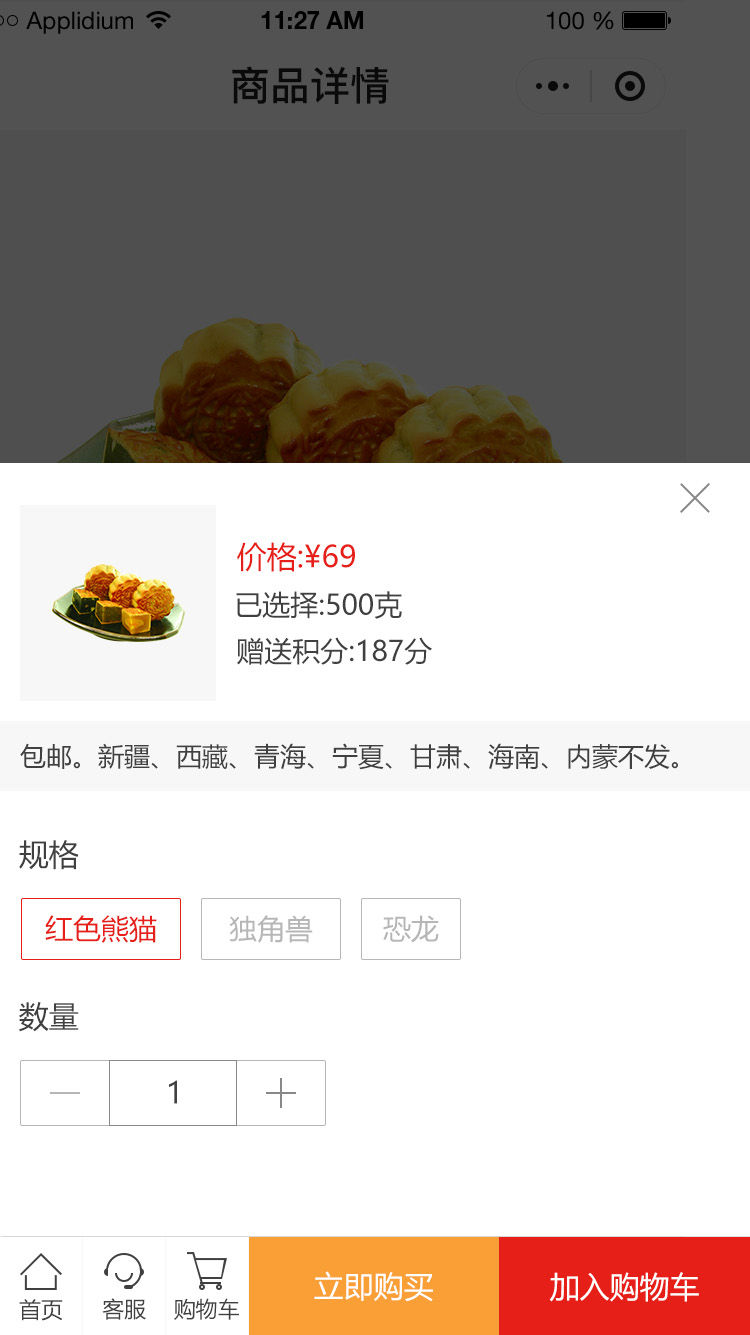 Applidium 11:27 AM 100 %
商品详情
价格:¥69
已选择:500克
赠送积分:187分
包邮。新疆、西藏、青海、宁夏、甘肃、海南、内蒙不发。
规格
红色熊猫 独角兽 恐龙
数量
1
首页 客服 购物车 立即购买 加入购物车